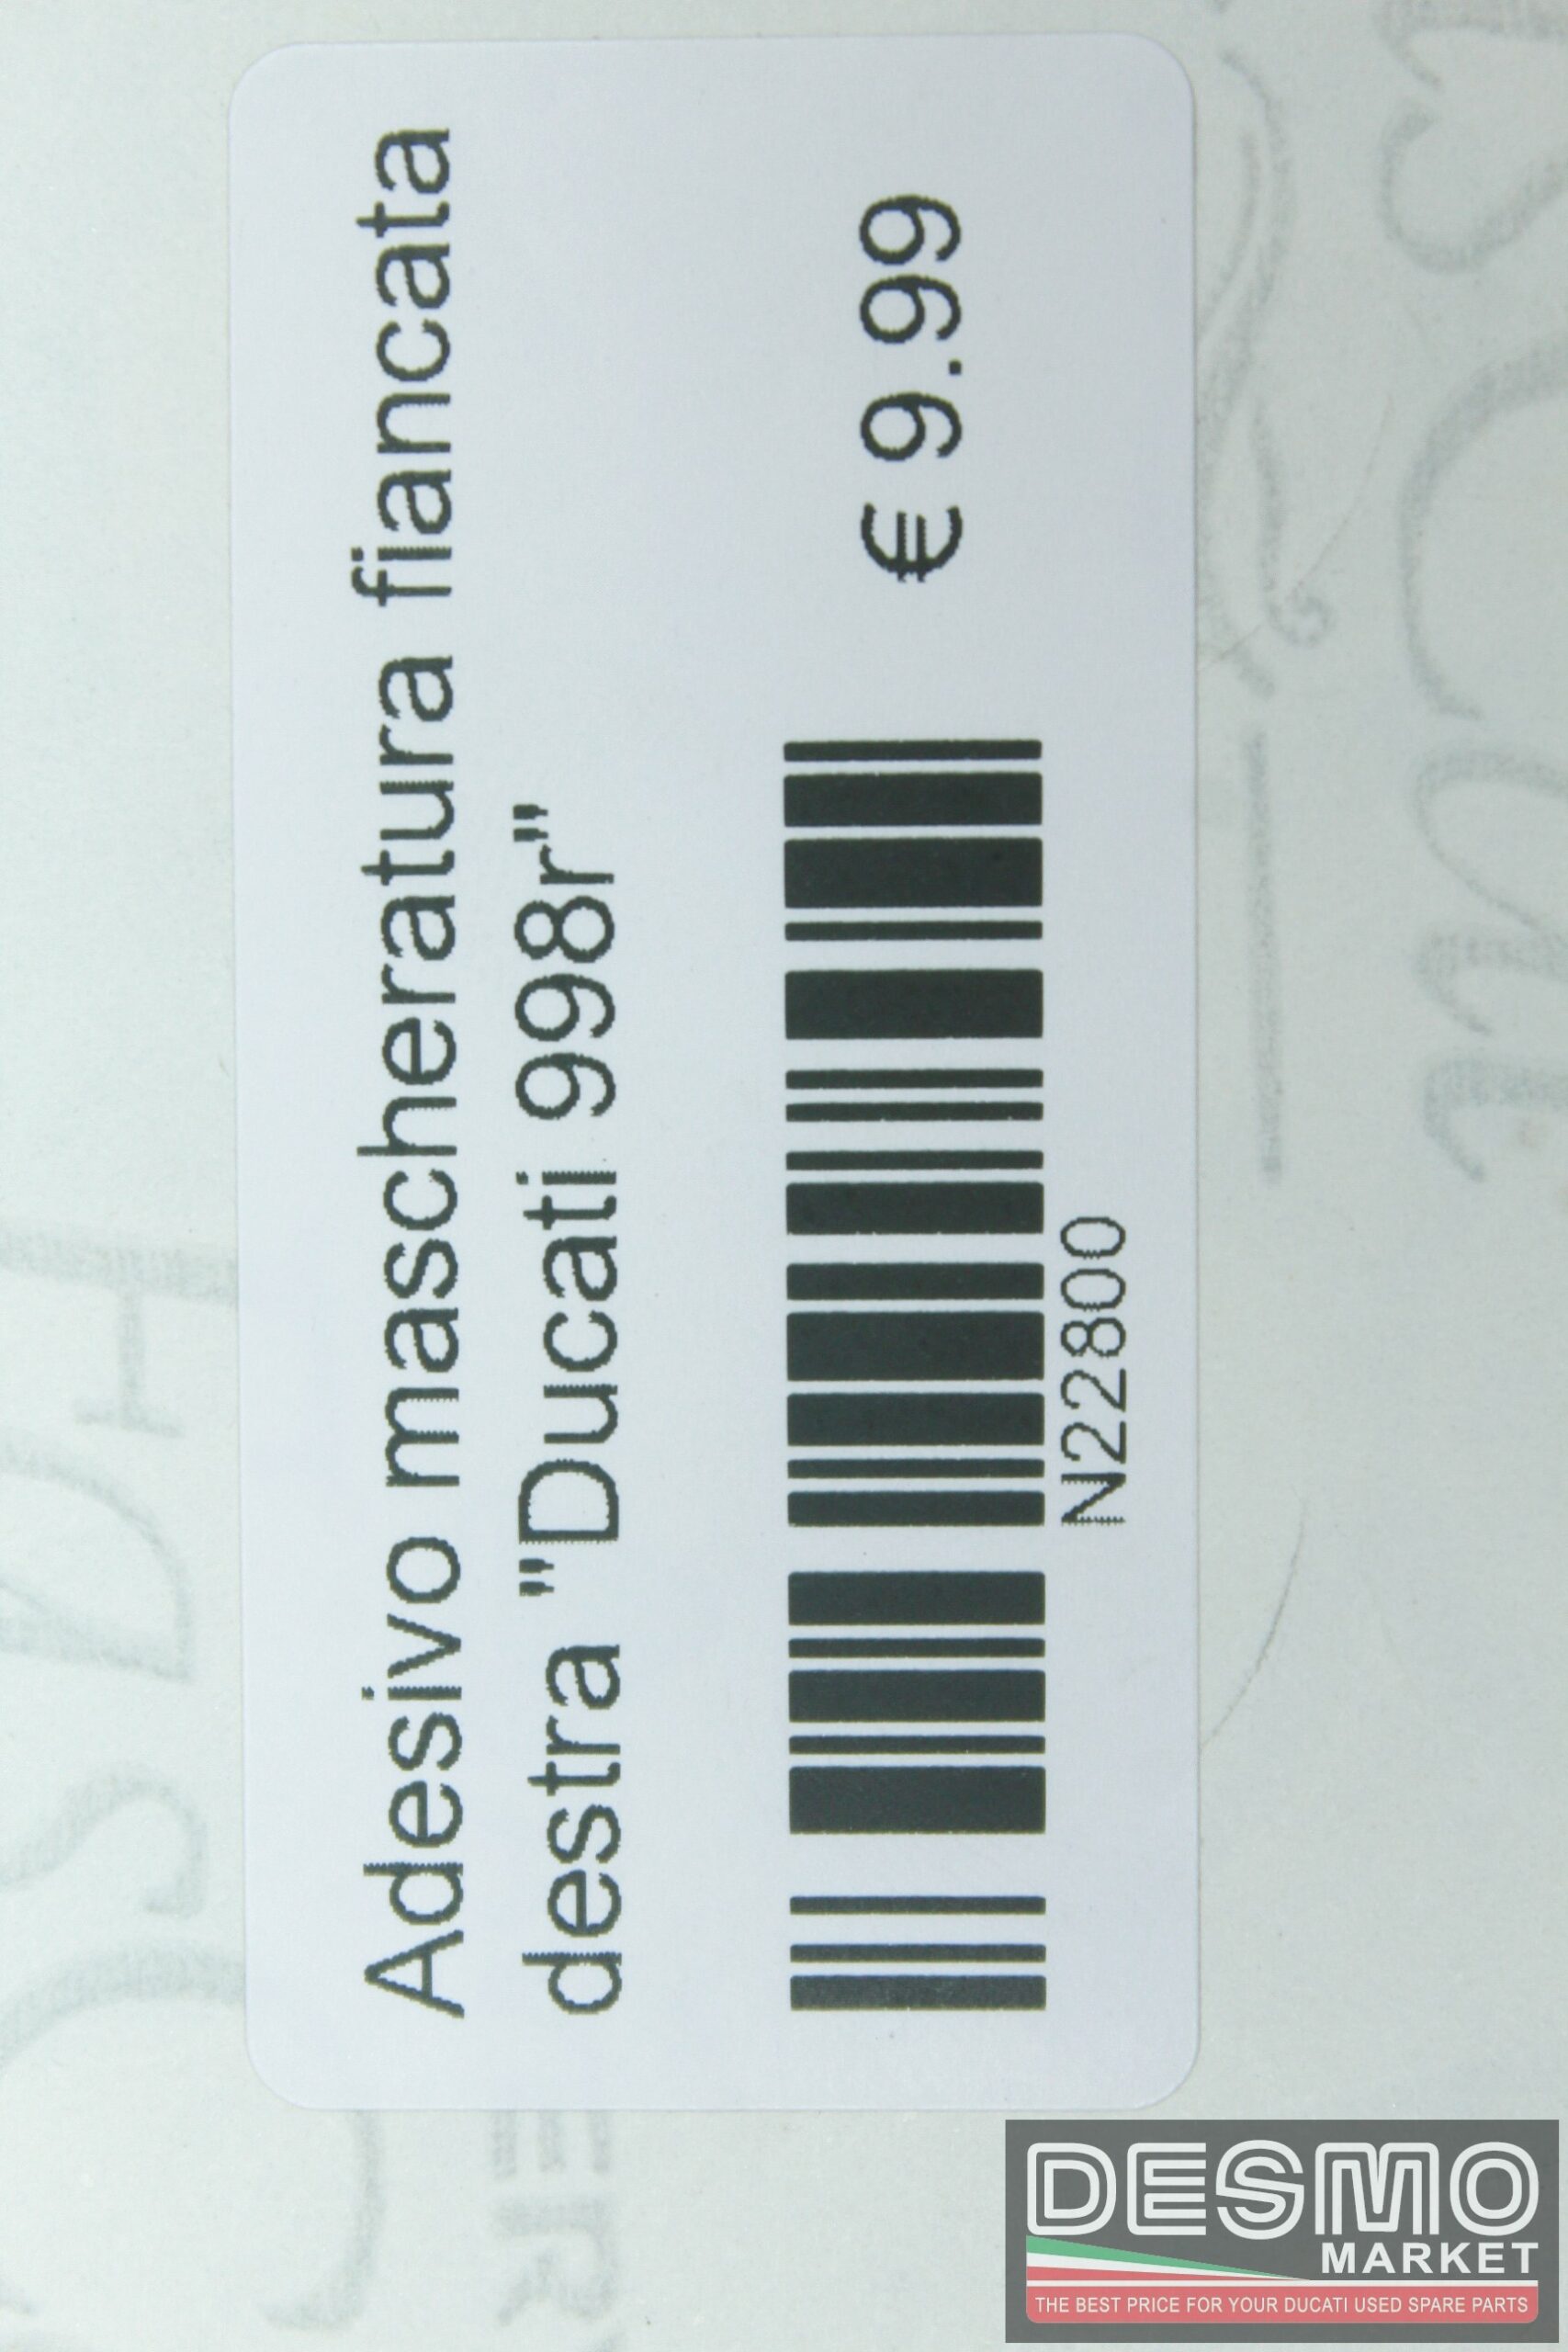 Adesivo mascheratura fiancata
destra "Ducati 998r"
€ 9.99
N22800
DESMO
MARKET
THE BEST PRICE FOR YOUR DUCATI USED SPARE PARTS